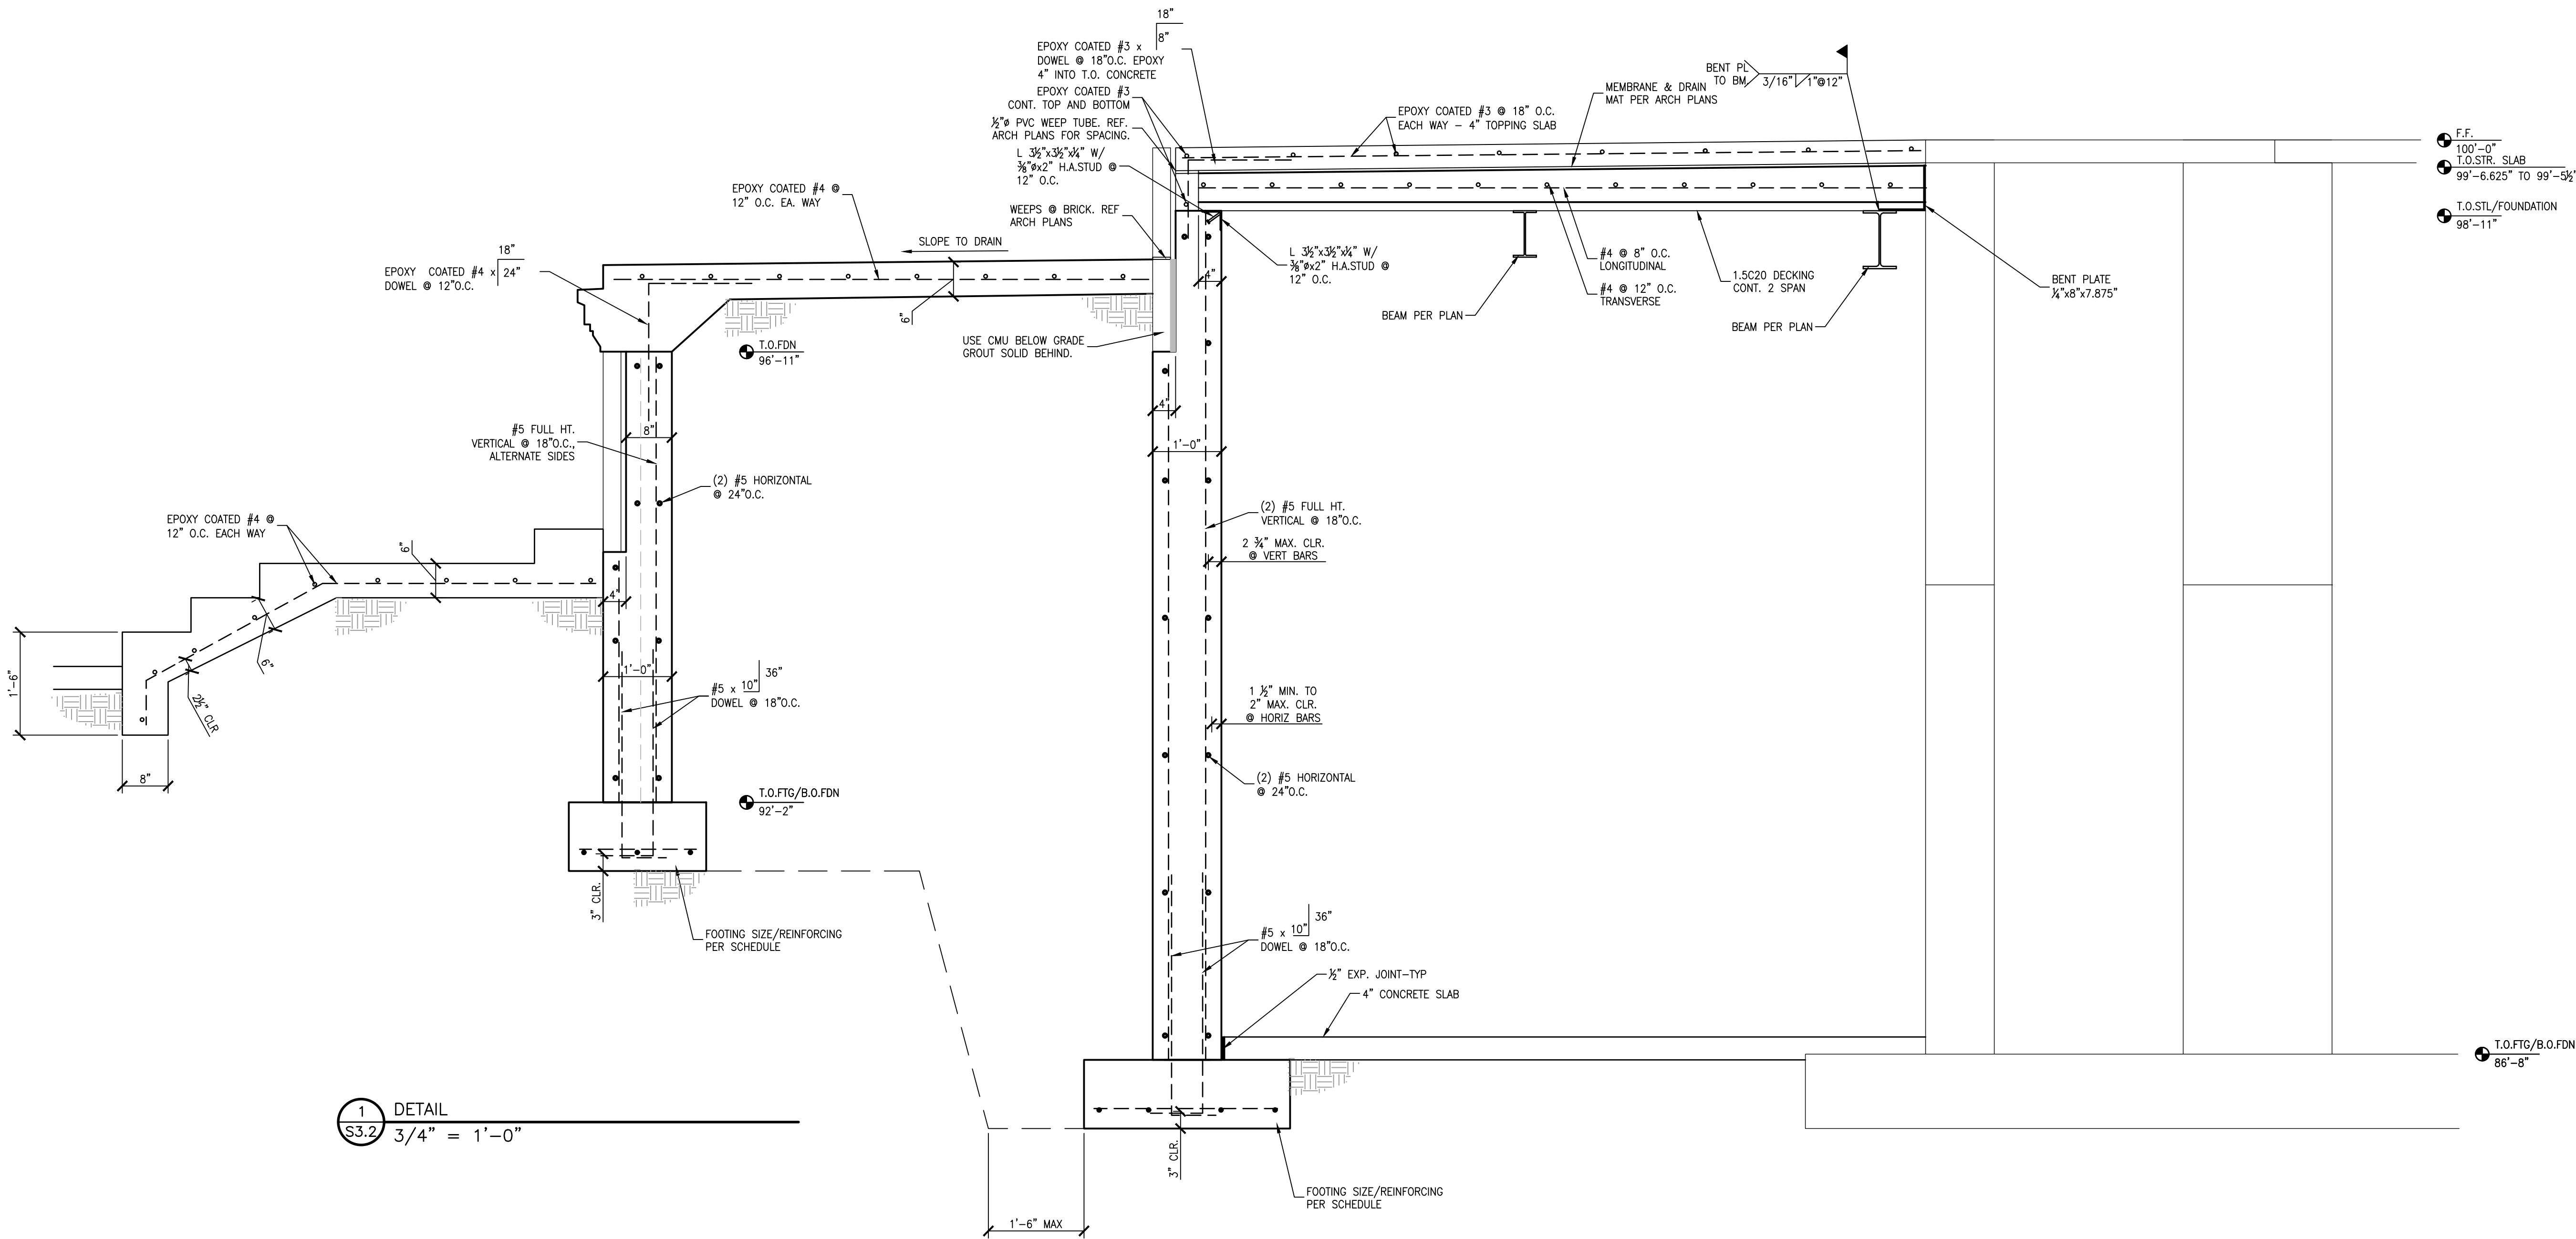 18"
8"
EPOXY COATED #3 x
DOWEL @ 18"O.C. EPOXY
4" INTO T.O. CONCRETE
EPOXY COATED #3
CONT. TOP AND BOTTOM
½"ø PVC WEEP TUBE. REF.
ARCH PLANS FOR SPACING.
L 3½"x3½"x¼" W/
⅜"øx2" H.A.STUD @
12" O.C.
WEEPS @ BRICK. REF
ARCH PLANS
BENT PL
TO BM
3/16"
1"@12"
MEMBRANE & DRAIN
MAT PER ARCH PLANS
EPOXY COATED #3 @ 18" O.C.
EACH WAY - 4" TOPPING SLAB
F.F.
100'-0"
T.O.STR. SLAB
99'-6.625" TO 99'-5½"
T.O.STL/FOUNDATION
98'-11"
EPOXY COATED #4 @
12" O.C. EA. WAY
SLOPE TO DRAIN
18"
24"
EPOXY COATED #4 x
DOWEL @ 12"O.C.
6"
4"
L 3½"x3½"x¼" W/
⅜"øx2" H.A.STUD @
12" O.C.
#4 @ 8" O.C.
LONGITUDINAL
#4 @ 12" O.C.
TRANSVERSE
1.5C20 DECKING
CONT. 2 SPAN
BENT PLATE
¼"x8"x7.875"
BEAM PER PLAN
BEAM PER PLAN
USE CMU BELOW GRADE
GROUT SOLID BEHIND.
T.O.FDN
96'-11"
4"
1'-0"
8"
#5 FULL HT.
VERTICAL @ 18"O.C.,
ALTERNATE SIDES
(2) #5 HORIZONTAL
@ 24"O.C.
(2) #5 FULL HT.
VERTICAL @ 18"O.C.
2 ¾" MAX. CLR.
@ VERT BARS
EPOXY COATED #4 @
12" O.C. EACH WAY
6"
4"
6"
2½" CLR
1'-6"
8"
1'-0"
36"
#5 x 10"
DOWEL @ 18"O.C.
1 ½" MIN. TO
2" MAX. CLR.
@ HORIZ BARS
(2) #5 HORIZONTAL
@ 24"O.C.
T.O.FTG/B.O.FDN
92'-2"
3" CLR.
FOOTING SIZE/REINFORCING
PER SCHEDULE
36"
#5 x 10"
DOWEL @ 18"O.C.
½" EXP. JOINT-TYP
4" CONCRETE SLAB
T.O.FTG/B.O.FDN
86'-8"
3" CLR.
FOOTING SIZE/REINFORCING
PER SCHEDULE
1'-6" MAX
1
S3.2
DETAIL
3/4" = 1'-0"